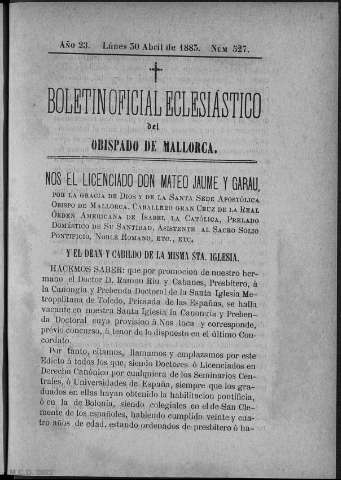 Año 23. Lúnes 30 Abril de 1883. Núm 527.
BOLETIN OFICIAL ECLESIÁSTICO
del
OBISPADO DE MALLORCA.
NOS EL LICENCIADO DON MATEO JAUME Y GARAU,
POR LA GRACIA DE DIOS Y DE LA SANTA SEDE APOSTÓLICA
OBISPO DE MALLORCA, CABALLERO GRAN CRUZ DE LA REAL
ÓRDEN AMERICANA DE ISABEL LA CATÓLICA, PRELADO
DOMÉSTICO DE SU SANTIDAD, ASISTENTE AL SACRO SOLIO
PONTIFICIO, NOBLE ROMANO, ETC., ETC.
Y EL DEAN Y CABILDO DE LA MISMA STA. IGLESIA.
HACEMOS SABER: que por promocion de nuestro her-
mano el Doctor D. Ramon Riu y Cabanes, Presbítero, á
la Canongía y Prebenda Doctoral de la Santa Iglesia Me-
tropolitana de Toledo, Primada de las Españas, se halla
vacante en nuestra Santa Iglesia la Canongía y Preben-
da Doctoral cuya provision á Nos toca y corresponde,
prévio concurso, á tenor de lo dispuesto en el último Con-
cordato.
Por tanto, citamos, llamamos y emplazamos por este
Edicto á todos los que, siendo Doctores ó Licenciados en
Derecho Canónico por cualquiera de los Seminarios Cen-
trales, ó Universidades de España, siempre que los gra-
duados en ellas hayan obtenido la habilitacion pontificia,
ó en la de Bolonia, siendo colegiales en el de San Cle-
mente de los españoles, habiendo cumplido veinte y cua-
tro años de edad, estando ordenados de presbítero ó ha-